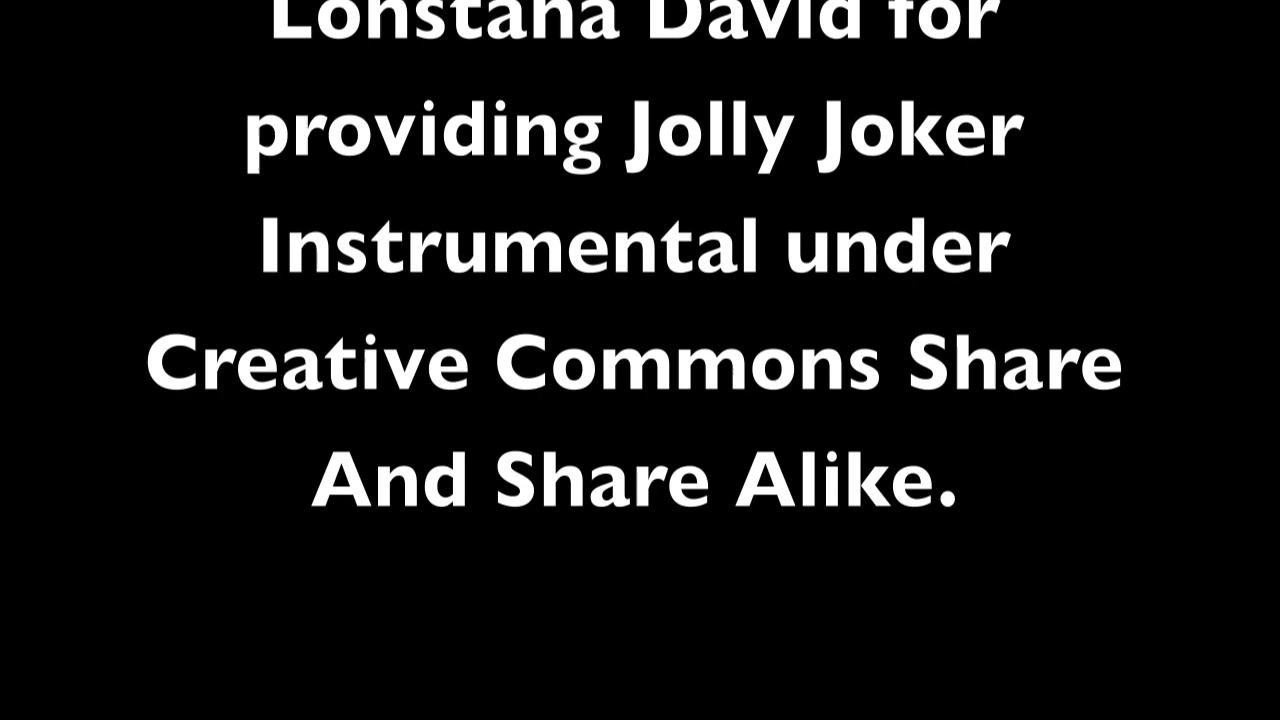 Lonstana David for
providing Jolly Joker
Instrumental under
Creative Commons Share
And Share Alike.